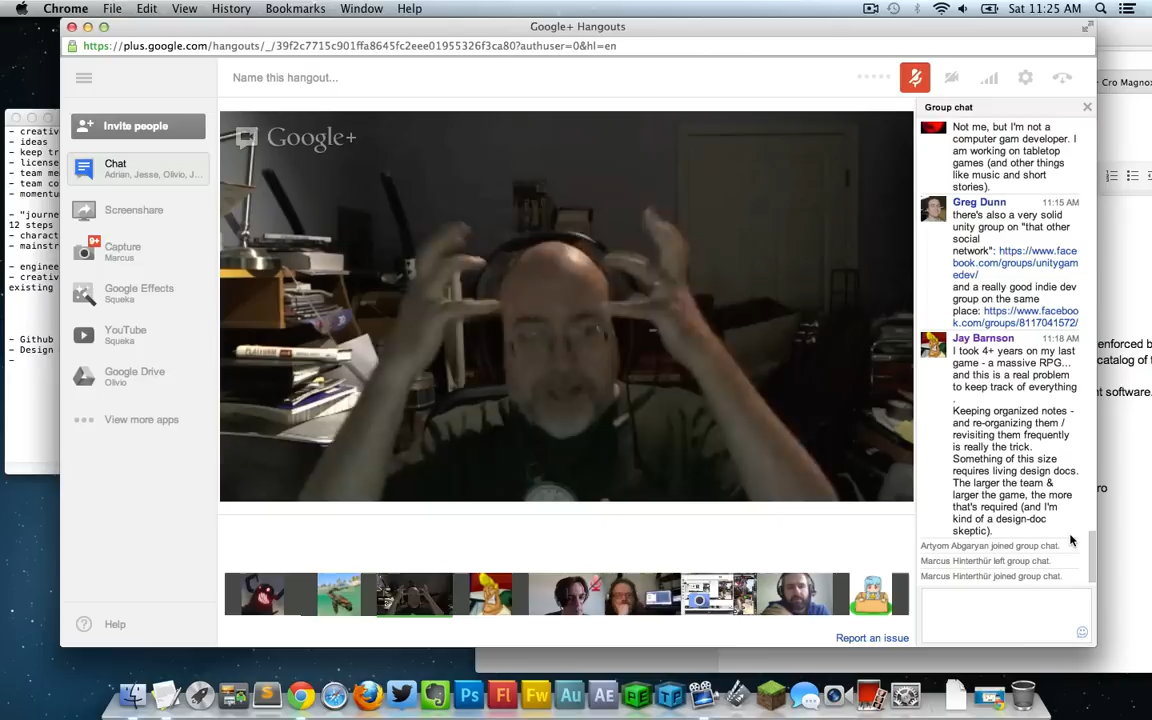 Chrome File Edit View History Bookmarks Window Help
Sat 11:25 AM
Google+ Hangouts
https://plus.google.com/hangouts/_/39f2c7715c901ffa8645fc2eee01955326f3ca80?authuser=0&hl=en
Name this hangout...
Invite people
Chat
Adrian, Jesse, Olivio, J...
Screenshare
9+
Capture
Marcus
Google Effects
Squeka
YouTube
Squeka
Google Drive
Olivio
View more apps
Help
Google+
Group chat
Not me, but I'm not a
computer gam developer. I
am working on tabletop
games (and other things
like music and short
stories).
Greg Dunn 11:15 AM
there's also a very solid
unity group on "that other
social
network": https://www.face
book.com/groups/unitygam
edev/
and a really good indie dev
group on the same
place: https://www.faceboo
k.com/groups/8117041572/
Jay Barnson 11:18 AM
I took 4+ years on my last
game - a massive RPG...
and this is a real problem
to keep track of everything
.
Keeping organized notes -
and re-organizing them /
revisiting them frequently
is really the trick.
Something of this size
requires living design docs.
The larger the team &
larger the game, the more
that's required (and I'm
kind of a design-doc
skeptic).
Artyom Abgaryan joined group chat.
Marcus Hinterthür left group chat.
Marcus Hinterthür joined group chat.
Report an issue
- creativ
- ideas
- keep tr
- license
- team me
- team co
- momentu
- "journe
12 steps
- charact
- mainstr
- enginee
- creativ
existing
- Github
- Design
-
Cro Magno
enforced b
catalog of t
t software.
ro
Ps Fl Fw Au Ae
TP